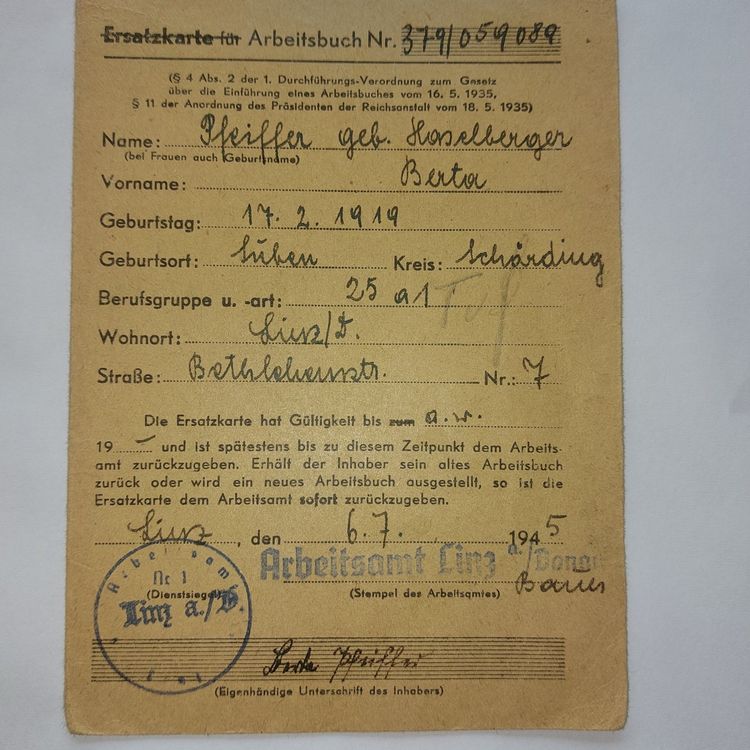 Ersatzkarte für Arbeitsbuch Nr. 379/059089
(§ 4 Abs. 2 der 1. Durchführungs-Verordnung zum Gesetz
über die Einführung eines Arbeitsbuches vom 16. 5. 1935,
§ 11 der Anordnung des Präsidenten der Reichsanstalt vom 18. 5. 1935)
Name: Pfeiffer geb. Haselberger
(bei Frauen auch Geburtsname)
Vorname: Berta
Geburtstag: 17. 2. 1919
Geburtsort: Suben Kreis: Schärding
Berufsgruppe u. -art: 25 a1
Wohnort: Linz/D.
Straße: Bethlehemstr. Nr.: 7
Die Ersatzkarte hat Gültigkeit bis zum a.w.
19 — und ist spätestens bis zu diesem Zeitpunkt dem Arbeits-
amt zurückzugeben. Erhält der Inhaber sein altes Arbeitsbuch
zurück oder wird ein neues Arbeitsbuch ausgestellt, so ist die
Ersatzkarte dem Arbeitsamt sofort zurückzugeben.
Linz, den 6. 7. 1945
Arbeitsamt Linz a./Donau
Nr 1
(Dienstsiegel) (Stempel des Arbeitsamtes)
Linz a./D.
Berta Pfeiffer
(Eigenhändige Unterschrift des Inhabers)